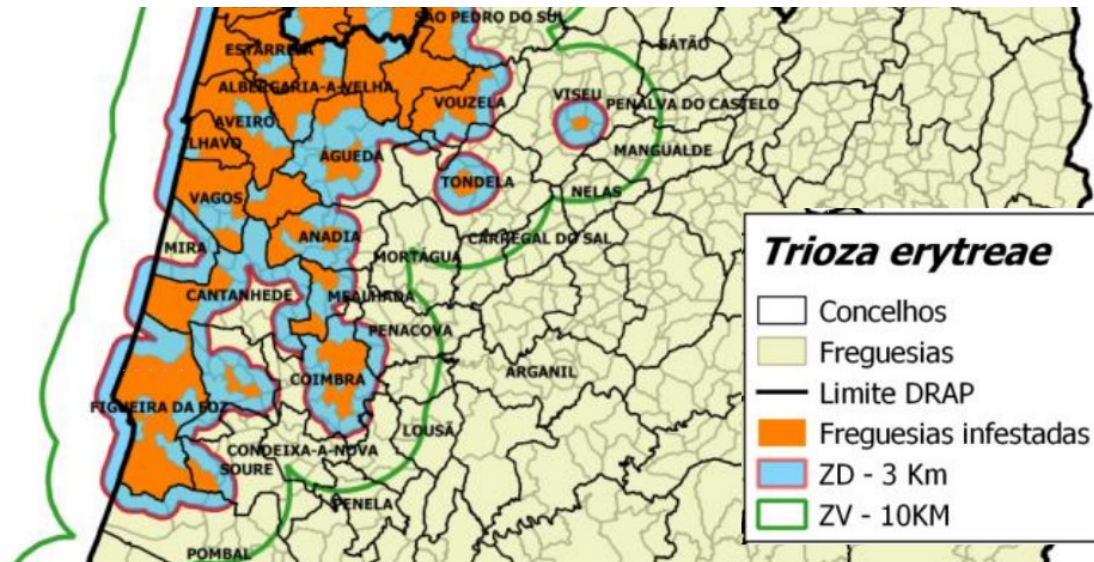 SÃO PEDRO DO SUL
ESTARREJA
SÁTÃO
ALBERGARIA-A-VELHA
VOUZELA
VISEU
PENALVA DO CASTELO
AVEIRO
ÍLHAVO
ÁGUEDA
MANGUALDE
TONDELA
NELAS
VAGOS
ANADIA
CARREGAL DO SAL
MIRA
MORTÁGUA
CANTANHEDE
MEALHADA
PENACOVA
COIMBRA
ARGANIL
FIGUEIRA DA FOZ
LOUSÃ
CONDEIXA-A-NOVA
SOURE
PENELA
POMBAL
Trioza erytreae
Concelhos
Freguesias
Limite DRAP
Freguesias infestadas
ZD - 3 Km
ZV - 10KM